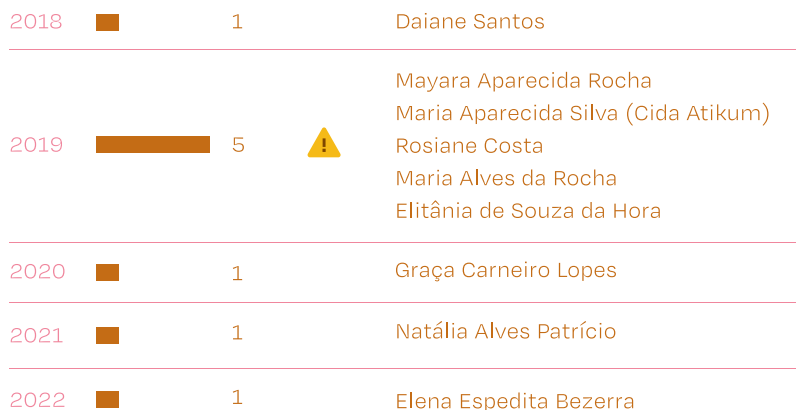 2018 1 Daiane Santos
Mayara Aparecida Rocha
Maria Aparecida Silva (Cida Atikum)
2019 5 ! Rosiane Costa
Maria Alves da Rocha
Elitânia de Souza da Hora
2020 1 Graça Carneiro Lopes
2021 1 Natália Alves Patrício
2022 1 Elena Espedita Bezerra